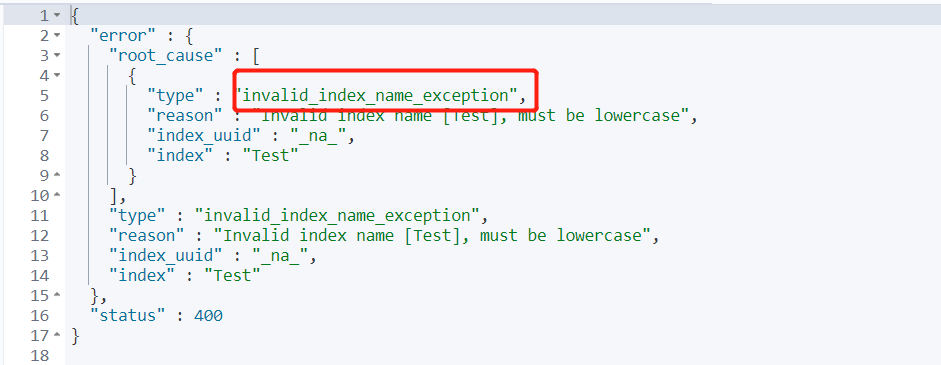 1 {
2 "error" : {
3 "root_cause" : [
4 {
5 "type" : "invalid_index_name_exception",
6 "reason" : "Invalid index name [Test], must be lowercase",
7 "index_uuid" : "_na_",
8 "index" : "Test"
9 }
10 ],
11 "type" : "invalid_index_name_exception",
12 "reason" : "Invalid index name [Test], must be lowercase",
13 "index_uuid" : "_na_",
14 "index" : "Test"
15 },
16 "status" : 400
17 }
18